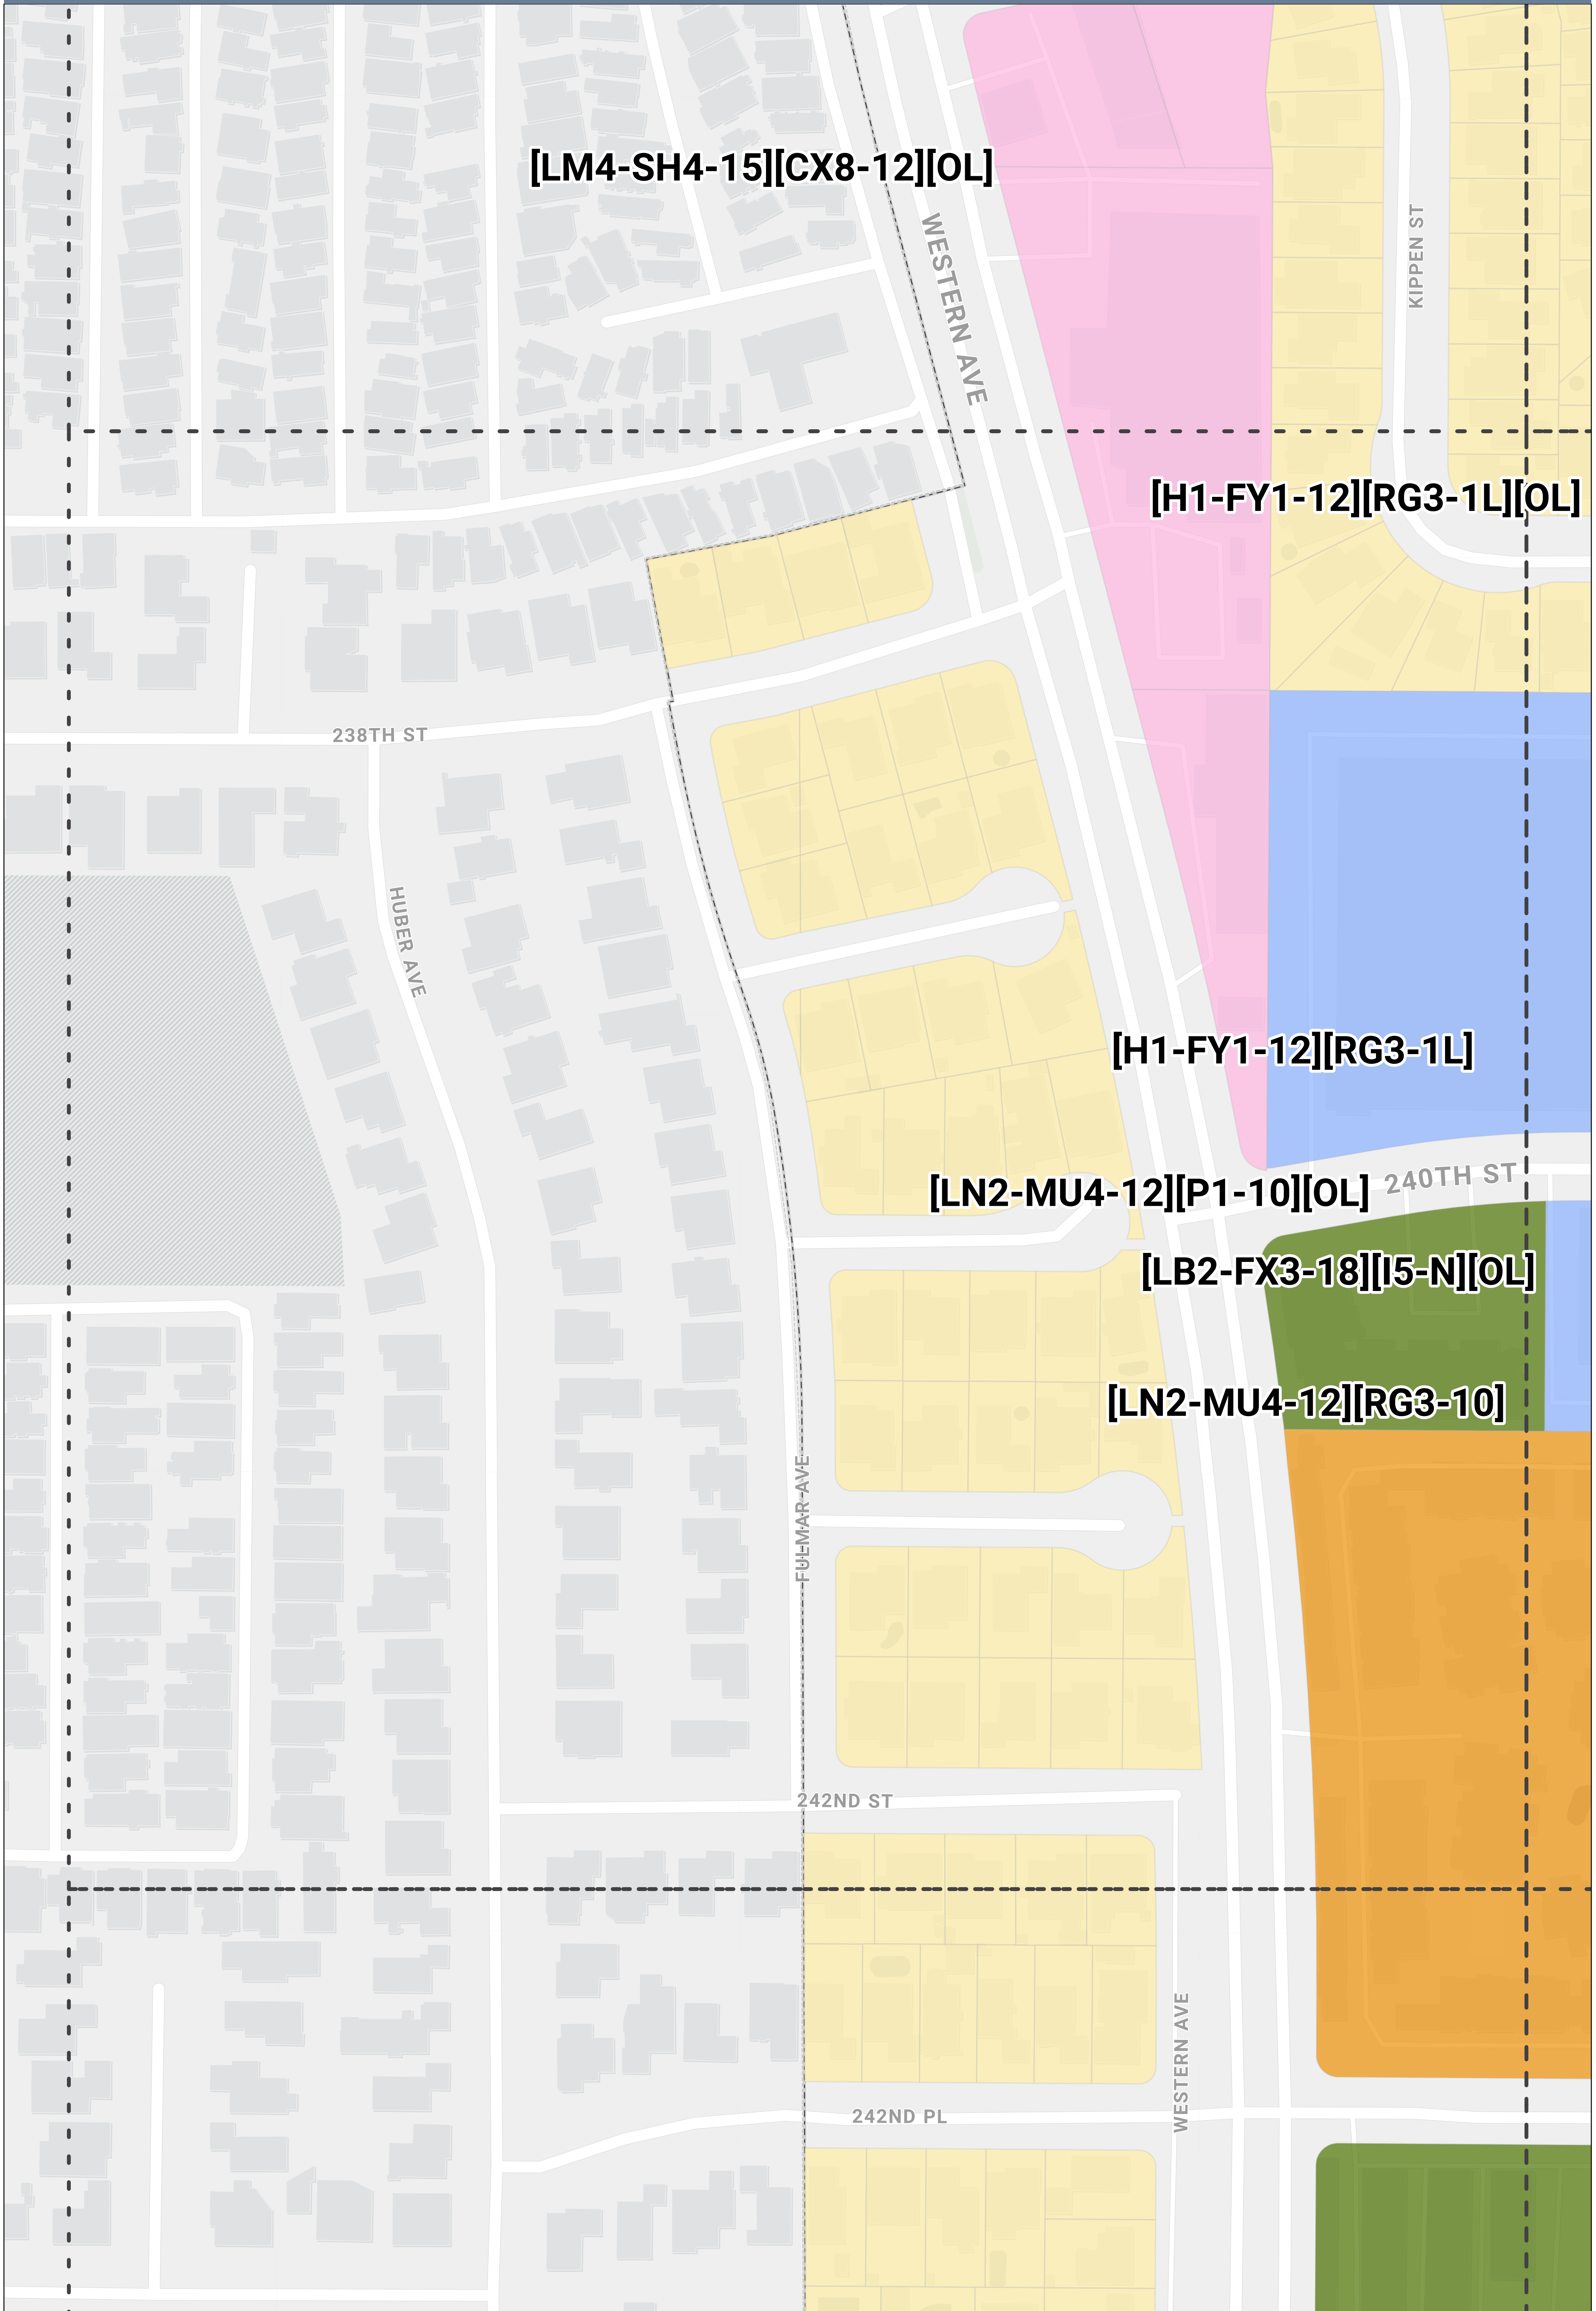 [LM4-SH4-15][CX8-12][OL]
WESTERN AVE
KIPPEN ST
[H1-FY1-12][RG3-1L][OL]
238TH ST
HUBER AVE
[H1-FY1-12][RG3-1L]
240TH ST
[LN2-MU4-12][P1-10][OL]
[LB2-FX3-18][I5-N][OL]
[LN2-MU4-12][RG3-10]
FULMAR AVE
242ND ST
WESTERN AVE
242ND PL